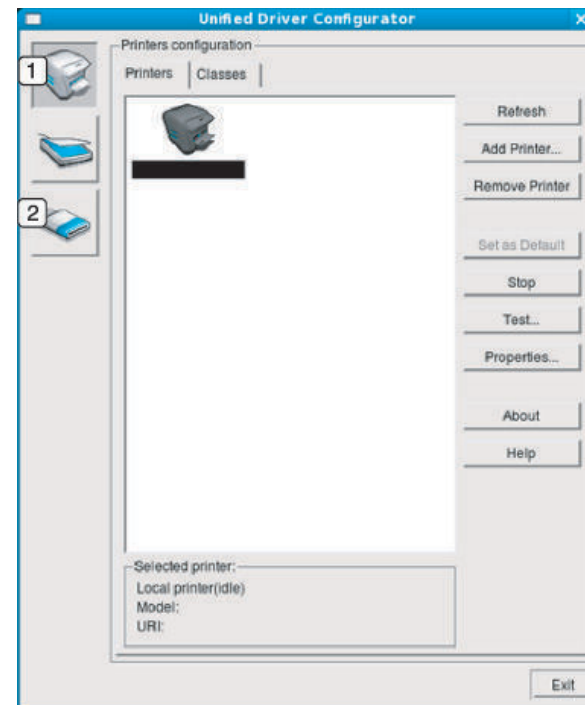 Unified Driver Configurator
1
2
Printers configuration
Printers
Classes
Refresh
Add Printer...
Remove Printer
Set as Default
Stop
Test...
Properties...
About
Help
Selected printer:
Local printer(idle)
Model:
URI:
Exit